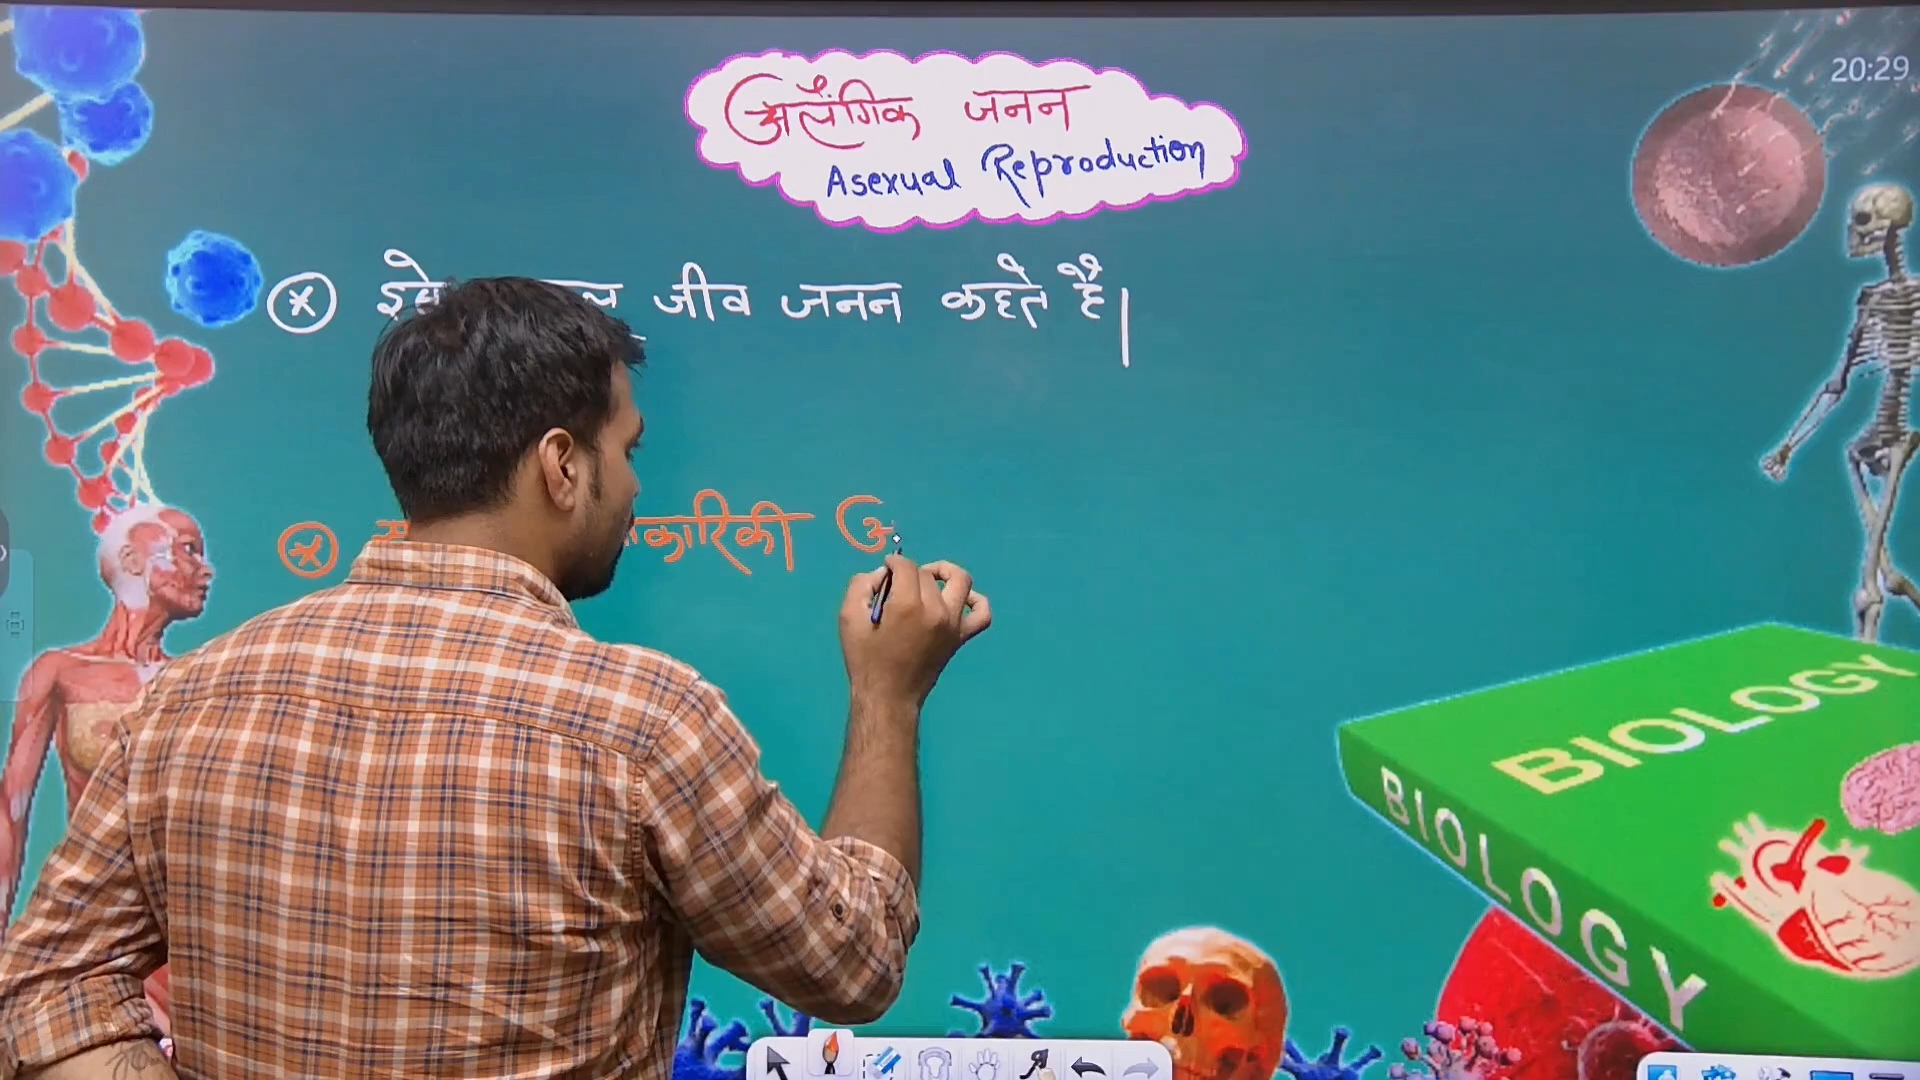 20:29
अलैंगिक जनन
Asexual Reproduction
जीव जनन कहते है|
BIOLOGY
BIOLOGY